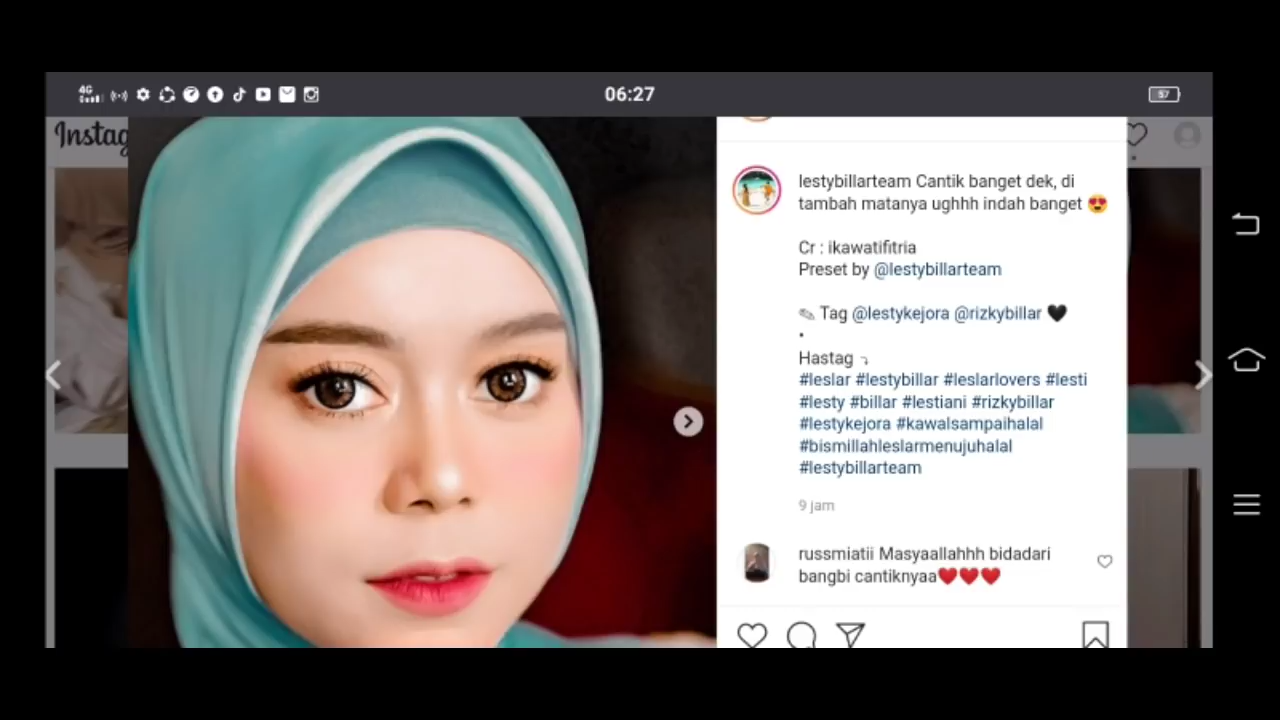 4G
06:27
57
Instag
lestybillarteam Cantik banget dek, di
tambah matanya ughhh indah banget 😍
Cr : ikawatifitria
Preset by @lestybillarteam
✎ Tag @lestykejora @rizkybillar 🖤
•
Hastag ⤵
#leslar #lestybillar #leslarlovers #lesti
#lesty #billar #lestiani #rizkybillar
#lestykejora #kawalsampaihalal
#bismillahleslarmenujuhalal
#lestybillarteam
9 jam
russmiatii Masyaallahhh bidadari
bangbi cantiknyaa❤️❤️❤️